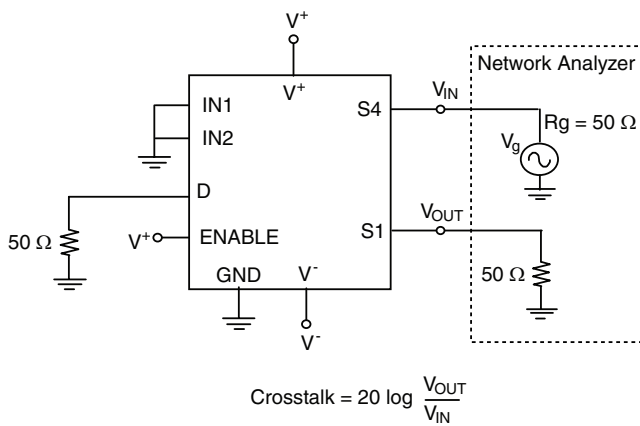 V+
Network Analyzer
V+
IN1
IN2
S4
VIN
Rg = 50 Ω
Vg
D
50 Ω
V+
ENABLE
S1
VOUT
50 Ω
GND
V-
V-
Crosstalk = 20 log VOUT
VIN